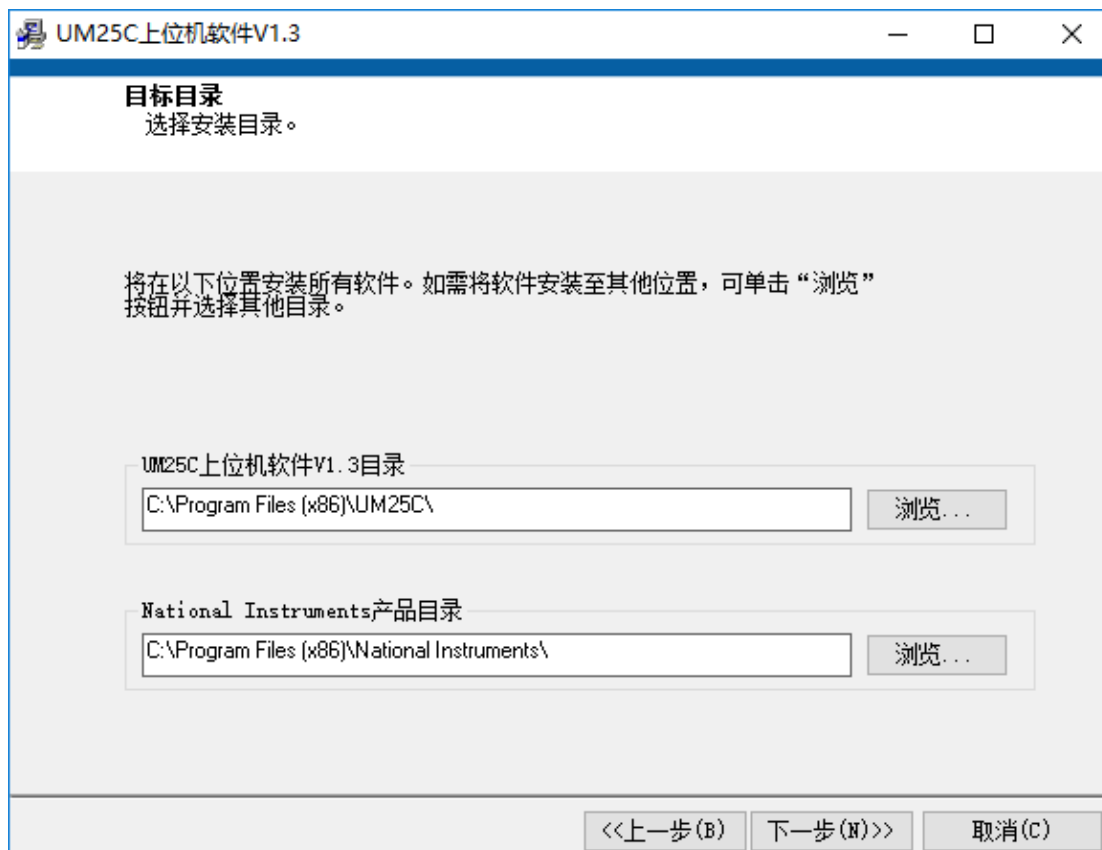 UM25C上位机软件V1.3
目标目录
选择安装目录。
将在以下位置安装所有软件。如需将软件安装至其他位置，可单击“浏览”
按钮并选择其他目录。
UM25C上位机软件V1.3目录
C:\Program Files (x86)\UM25C\
浏览...
National Instruments产品目录
C:\Program Files (x86)\National Instruments\
浏览...
<<上一步(B) 下一步(N)>> 取消(C)